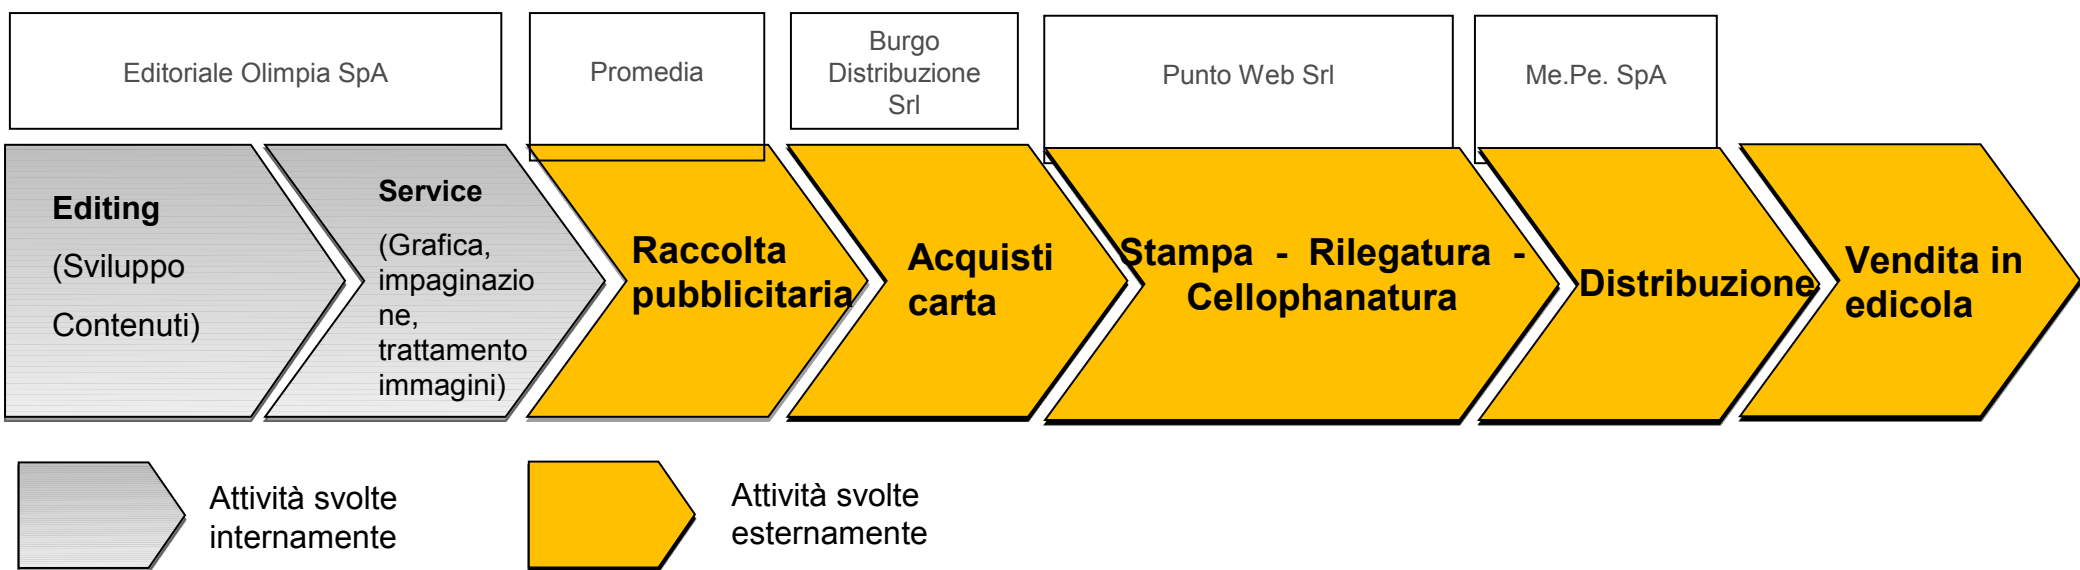 Editoriale Olimpia SpA
Promedia
Burgo
Distribuzione
Srl
Punto Web Srl
Me.Pe. SpA
Editing
(Sviluppo
Contenuti)
Service
(Grafica,
impaginazio
ne,
trattamento
immagini)
Raccolta
pubblicitaria
Acquisti
carta
Stampa - Rilegatura -
Cellophanatura
Distribuzione
Vendita in
edicola
Attività svolte
internamente
Attività svolte
esternamente